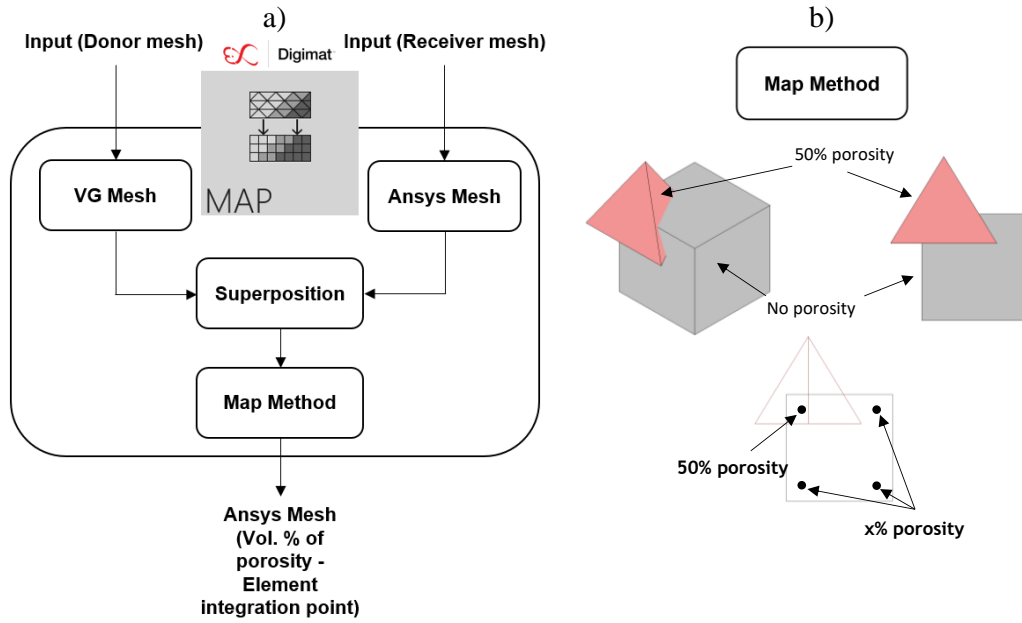 a)
Input (Donor mesh)
Input (Receiver mesh)
Digimat
MAP
VG Mesh
Ansys Mesh
Superposition
Map Method
Ansys Mesh
(Vol. % of
porosity -
Element
integration point)
b)
Map Method
50% porosity
No porosity
50% porosity
x% porosity